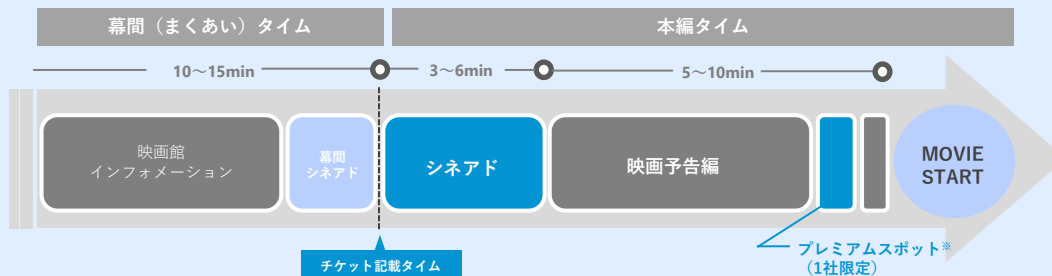 幕間（まくあい）タイム
本編タイム
10〜15min
3〜6min
5〜10min
映画館
インフォメーション
幕間
シネアド
シネアド
映画予告編
MOVIE
START
プレミアムスポット※
（1社限定）
チケット記載タイム